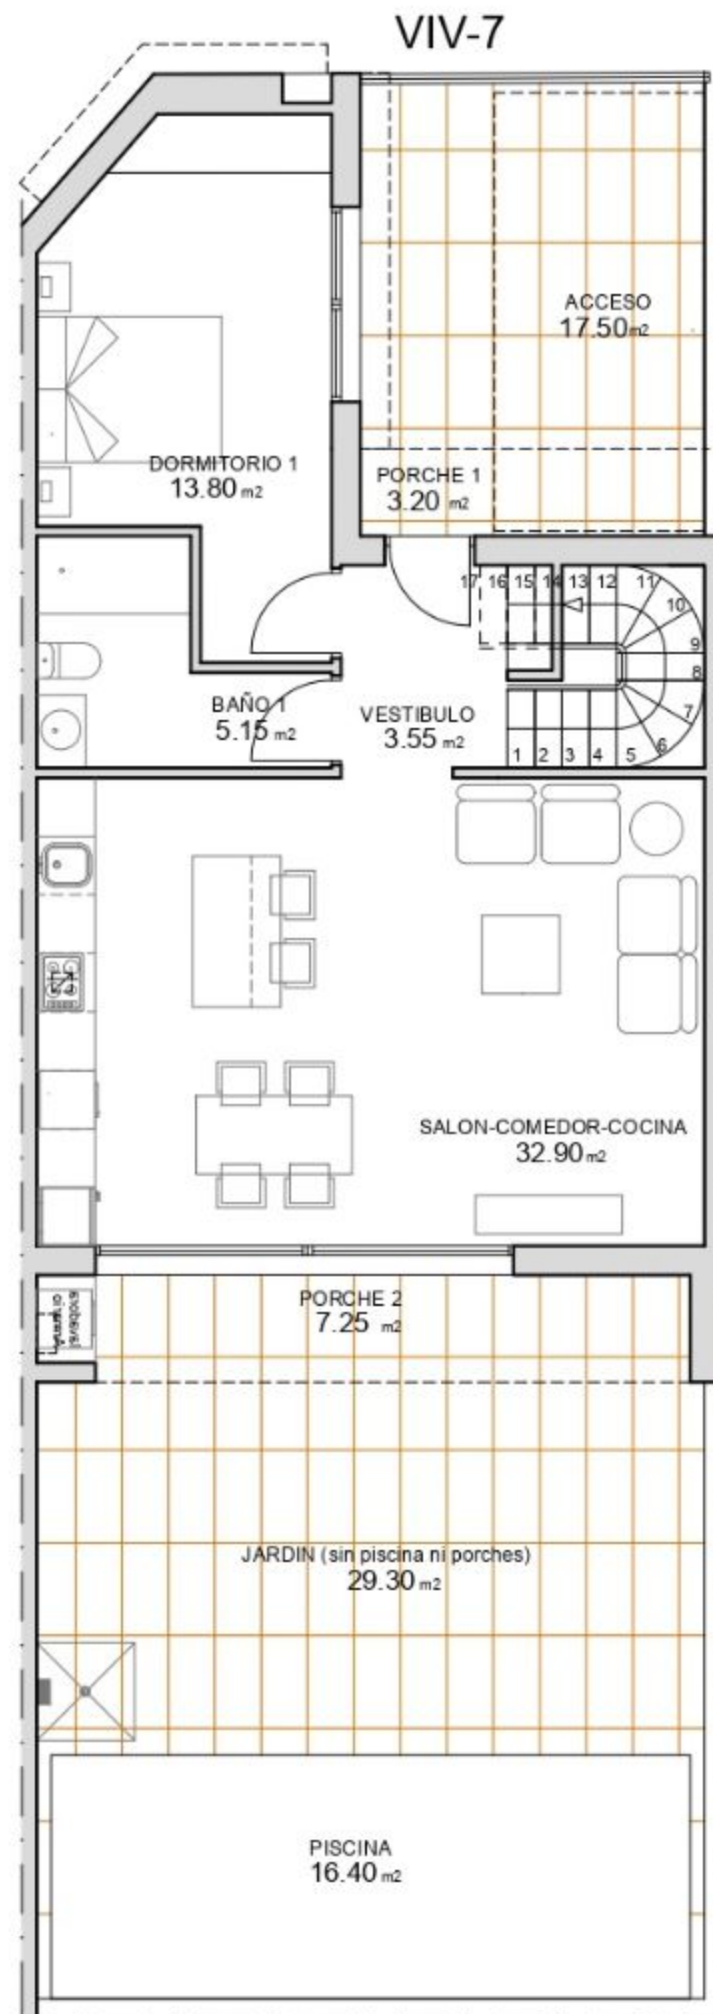 VIV-7
ACCESO
17.50 m2
DORMITORIO 1
13.80 m2
PORCHE 1
3.20 m2
17 16 15 14 13 12 11
10
9
8
7
6
1 2 3 4 5
BAÑO 1
5.15 m2
VESTIBULO
3.55 m2
SALON-COMEDOR-COCINA
32.90 m2
PORCHE 2
7.25 m2
JARDIN (sin piscina ni porches)
29.30 m2
PISCINA
16.40 m2